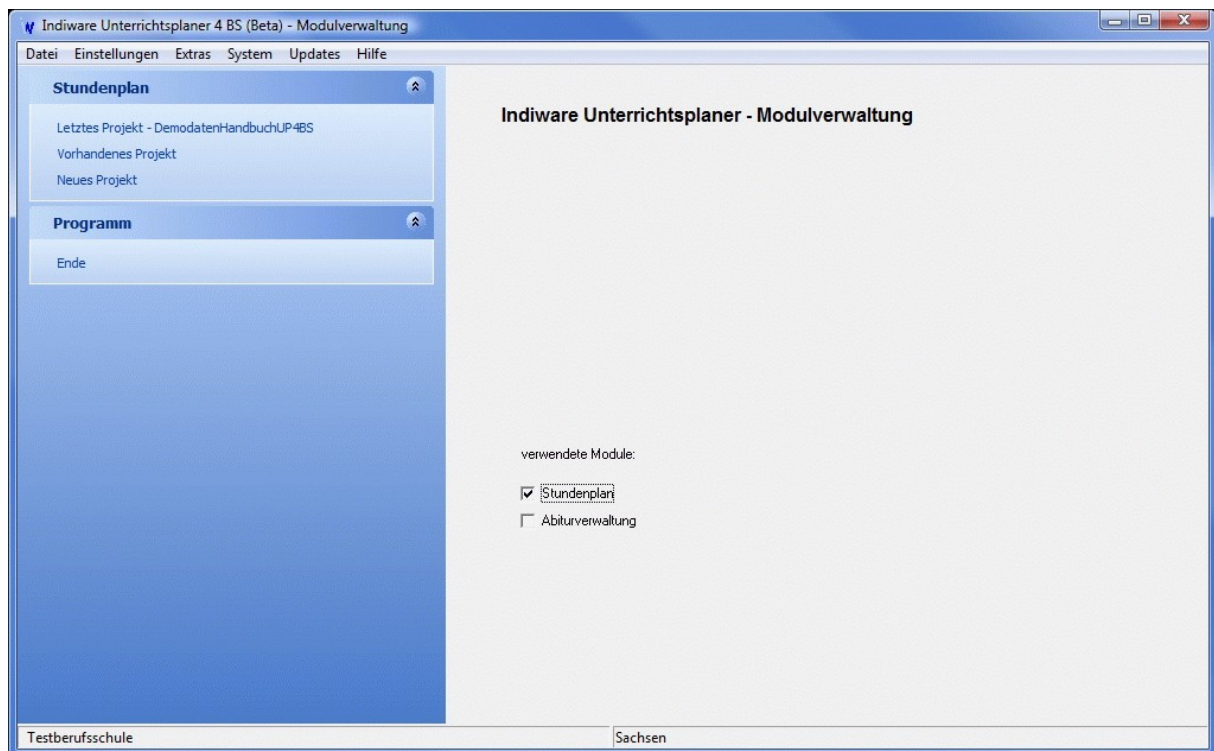 Indiware Unterrichtsplaner 4 BS (Beta) - Modulverwaltung
Datei Einstellungen Extras System Updates Hilfe
Stundenplan
Letztes Projekt - DemodatenHandbuchUP4BS
Vorhandenes Projekt
Neues Projekt
Programm
Ende
Indiware Unterrichtsplaner - Modulverwaltung
verwendete Module:
Stundenplan
Abiturverwaltung
Testberufsschule
Sachsen